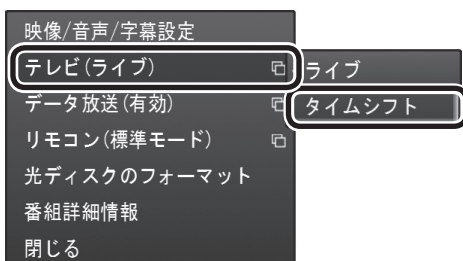 映像/音声/字幕設定
テレビ(ライブ)
ライブ
データ放送(有効)
タイムシフト
リモコン(標準モード)
光ディスクのフォーマット
番組詳細情報
閉じる